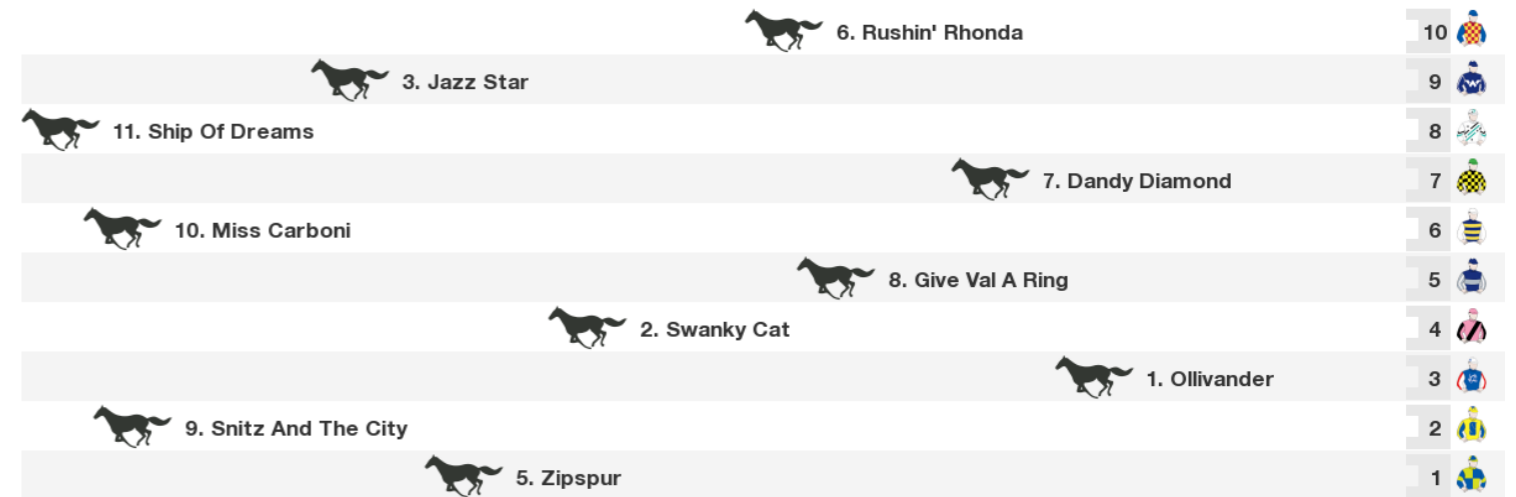 6. Rushin' Rhonda 10
3. Jazz Star 9
11. Ship Of Dreams 8
7. Dandy Diamond 7
10. Miss Carboni 6
8. Give Val A Ring 5
2. Swanky Cat 4
1. Ollivander 3
9. Snitz And The City 2
5. Zipspur 1